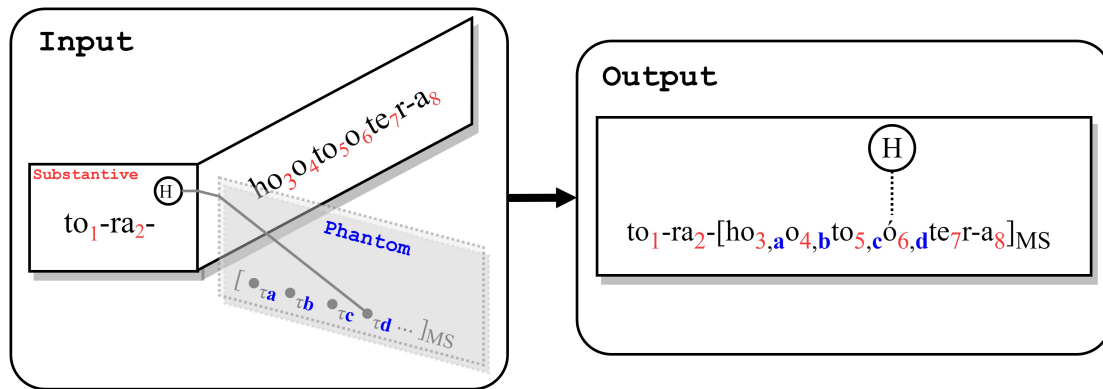 Input
Substantive
H
to1-ra2-
ho3o4to5o6te7r-a8
Phantom
[ τa τb τc τd ... ]MS
Output
H
to1-ra2-[ho3,ao4,bto5,có6,dte7r-a8]MS